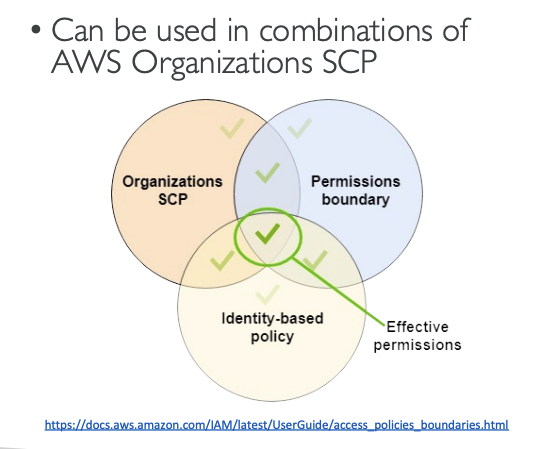 • Can be used in combinations of
AWS Organizations SCP
Organizations
SCP
Permissions
boundary
Identity-based
policy
Effective
permissions
https://docs.aws.amazon.com/IAM/latest/UserGuide/access_policies_boundaries.html